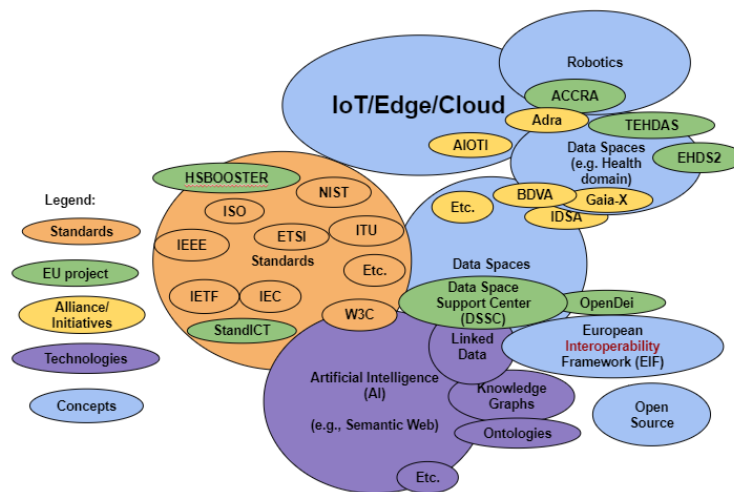 Robotics
IoT/Edge/Cloud
ACCRA
Adra
TEHDAS
AIOTI
Data Spaces
(e.g. Health
domain)
EHDS2
HSBOOSTER
NIST
Legend:
BDVA
Gaia-X
ISO
Etc.
IDSA
Standards
IEEE
ETSI
ITU
Standards
EU project
Etc.
Data Spaces
IETF
IEC
Data Space
Support Center
(DSSC)
OpenDei
Alliance/
Initiatives
W3C
StandICT
European
Interoperability
Framework (EIF)
Linked
Data
Technologies
Artificial Intelligence
(AI)
(e.g., Semantic Web)
Knowledge
Graphs
Concepts
Open
Source
Ontologies
Etc.